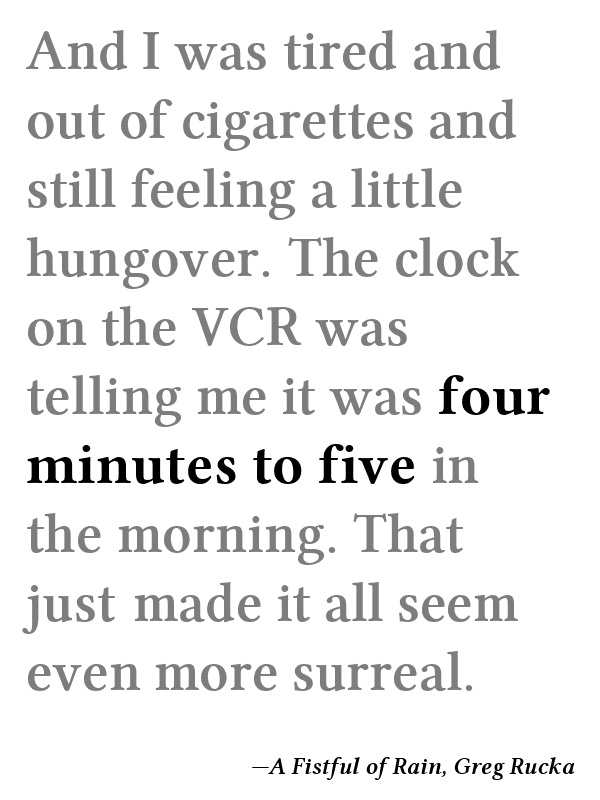 And I was tired and
out of cigarettes and
still feeling a little
hungover. The clock
on the VCR was
telling me it was four
minutes to five in
the morning. That
just made it all seem
even more surreal.
—A Fistful of Rain, Greg Rucka